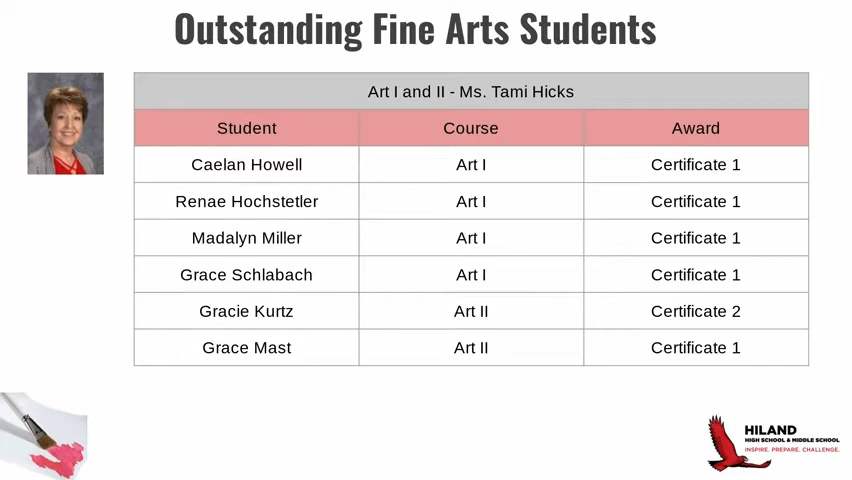 Outstanding Fine Arts Students
Art I and II - Ms. Tami Hicks
Student Course Award
Caelan Howell Art I Certificate 1
Renae Hochstetler Art I Certificate 1
Madalyn Miller Art I Certificate 1
Grace Schlabach Art I Certificate 1
Gracie Kurtz Art II Certificate 2
Grace Mast Art II Certificate 1
HILAND
HIGH SCHOOL & MIDDLE SCHOOL
INSPIRE. PREPARE. CHALLENGE.